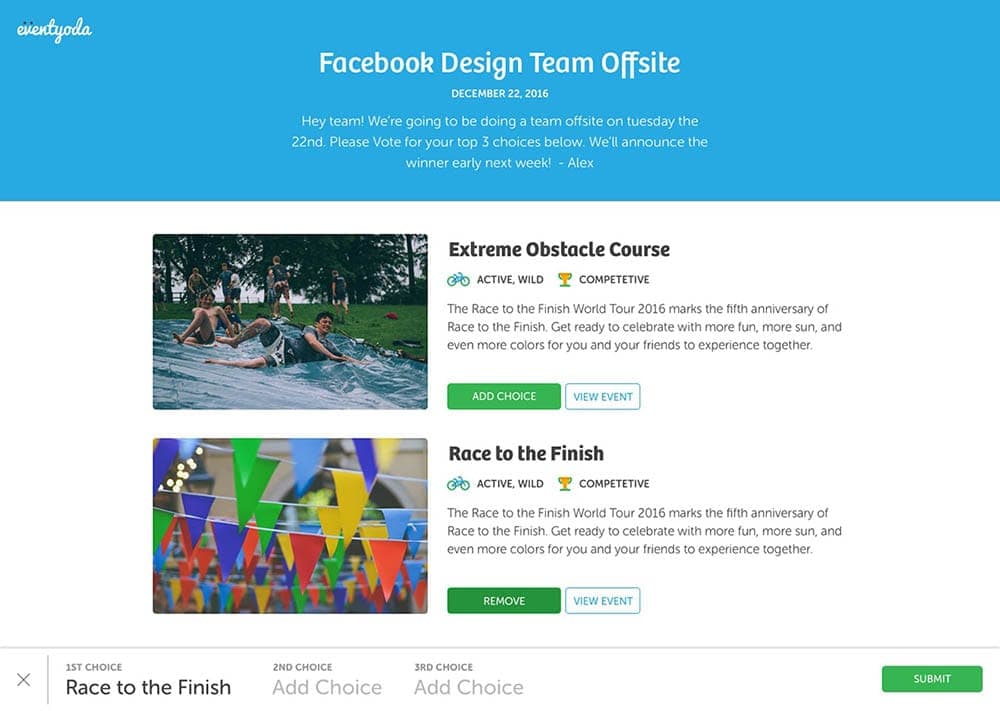 eventyoda
Facebook Design Team Offsite
DECEMBER 22, 2016
Hey team! We're going to be doing a team offsite on tuesday the
22nd. Please Vote for your top 3 choices below. We'll announce the
winner early next week!  - Alex
Extreme Obstacle Course
ACTIVE, WILD COMPETETIVE
The Race to the Finish World Tour 2016 marks the fifth anniversary of
Race to the Finish. Get ready to celebrate with more fun, more sun, and
even more colors for you and your friends to experience together.
ADD CHOICE VIEW EVENT
Race to the Finish
ACTIVE, WILD COMPETETIVE
The Race to the Finish World Tour 2016 marks the fifth anniversary of
Race to the Finish. Get ready to celebrate with more fun, more sun, and
even more colors for you and your friends to experience together.
REMOVE VIEW EVENT
1ST CHOICE 2ND CHOICE 3RD CHOICE
Race to the Finish Add Choice Add Choice
SUBMIT